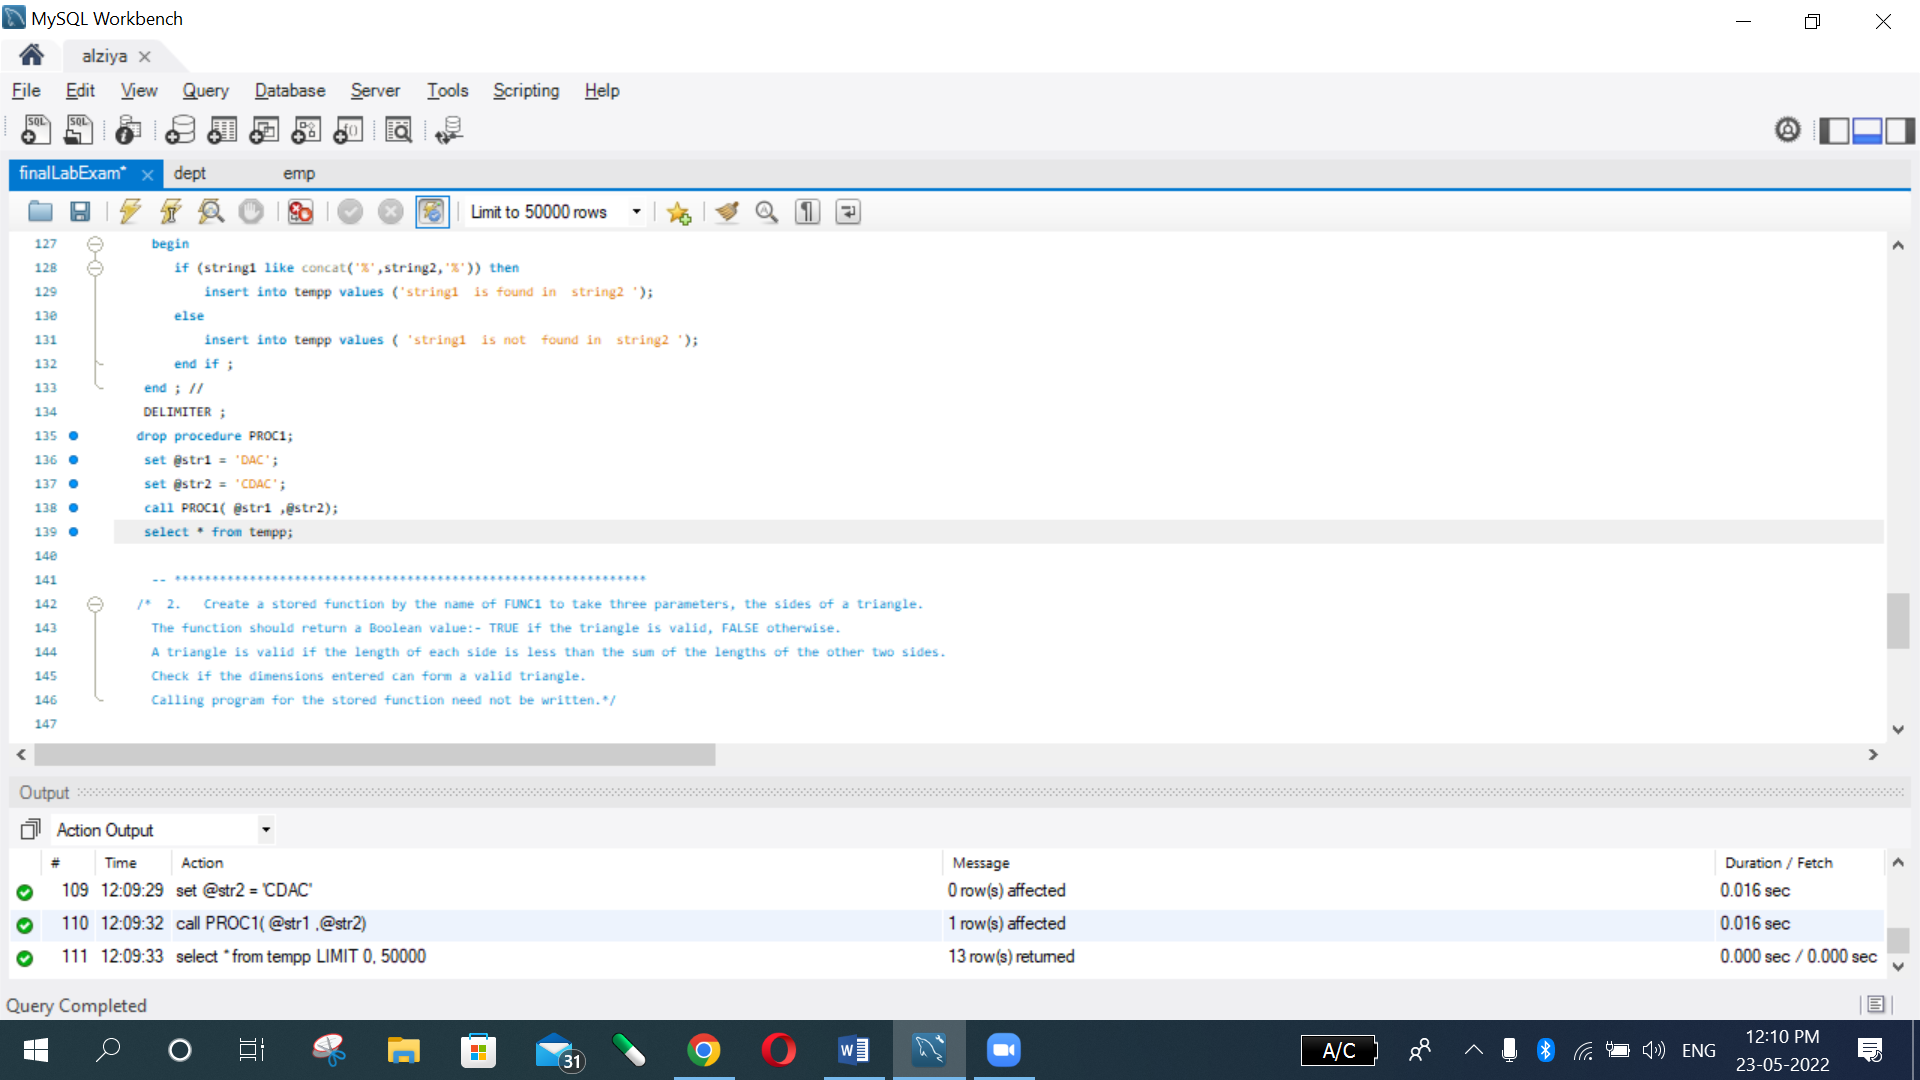 MySQL Workbench
alziya
File Edit View Query Database Server Tools Scripting Help
finalLabExam* dept emp
Limit to 50000 rows
127 begin
128 if (string1 like concat('%',string2,'%')) then
129 insert into tempp values ('string1  is found in  string2 ');
130 else
131 insert into tempp values ( 'string1  is not  found in  string2 ');
132 end if ;
133 end ; //
134 DELIMITER ;
135 drop procedure PROC1;
136 set @str1 = 'DAC';
137 set @str2 = 'CDAC';
138 call PROC1( @str1 ,@str2);
139 select * from tempp;
140
141 -- ***************************************************************
142 /*  2.   Create a stored function by the name of FUNC1 to take three parameters, the sides of a triangle.
143 The function should return a Boolean value:- TRUE if the triangle is valid, FALSE otherwise.
144 A triangle is valid if the length of each side is less than the sum of the lengths of the other two sides.
145 Check if the dimensions entered can form a valid triangle.
146 Calling program for the stored function need not be written.*/
147
Output
Action Output
# Time Action Message Duration / Fetch
109 12:09:29 set @str2 = 'CDAC' 0 row(s) affected 0.016 sec
110 12:09:32 call PROC1( @str1 ,@str2) 1 row(s) affected 0.016 sec
111 12:09:33 select * from tempp LIMIT 0, 50000 13 row(s) returned 0.000 sec / 0.000 sec
Query Completed
31
A/C
ENG
12:10 PM
23-05-2022